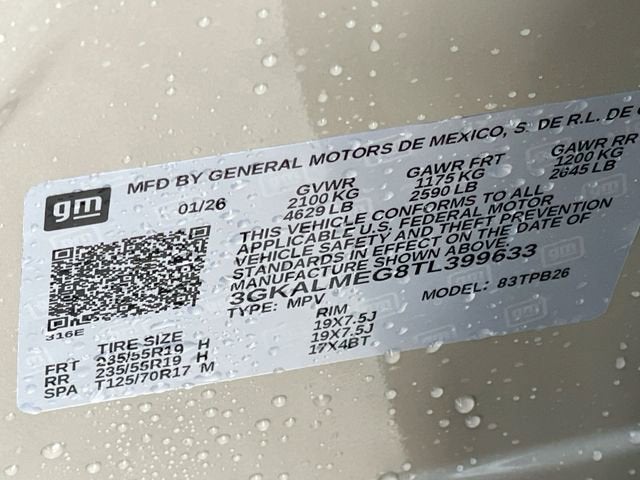 gm
MFD BY GENERAL MOTORS DE MEXICO, S. DE R.L. DE
01/26
GVWR
2100 KG
4629 LB
GAWR FRT
1175 KG
2590 LB
GAWR RR
1200 KG
2645 LB
THIS VEHICLE CONFORMS TO ALL
APPLICABLE U.S. FEDERAL MOTOR
VEHICLE SAFETY AND THEFT PREVENTION
STANDARDS IN EFFECT ON THE DATE OF
MANUFACTURE SHOWN ABOVE.
3GKALMEG8TL399633
TYPE: MPV
MODEL: 83TPB26
316E
TIRE SIZE
RIM
FRT 235/55R19 H 19X7.5J
RR 235/55R19 H 19X7.5J
SPA T125/70R17 M 17X4BT